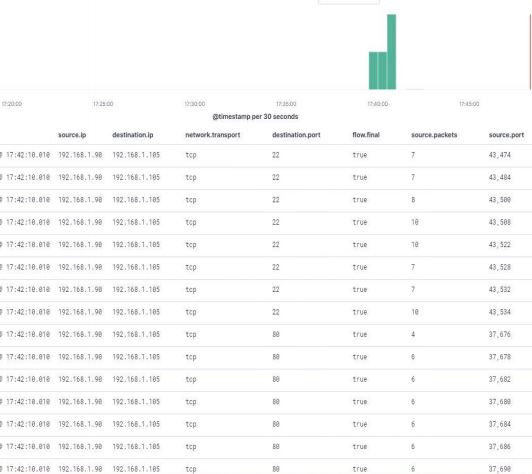 17:20:00 17:25:00 17:30:00 17:35:00 17:40:00 17:45:00
@timestamp per 30 seconds
source.ip destination.ip network.transport destination.port flow.final source.packets source.port
17:42:10.010 192.168.1.90 192.168.1.105 tcp 22 true 7 43,474
17:42:10.010 192.168.1.90 192.168.1.105 tcp 22 true 7 43,484
17:42:10.010 192.168.1.90 192.168.1.105 tcp 22 true 8 43,500
17:42:10.010 192.168.1.90 192.168.1.105 tcp 22 true 10 43,508
17:42:10.010 192.168.1.90 192.168.1.105 tcp 22 true 10 43,522
17:42:10.010 192.168.1.90 192.168.1.105 tcp 22 true 7 43,528
17:42:10.010 192.168.1.90 192.168.1.105 tcp 22 true 7 43,532
17:42:10.010 192.168.1.90 192.168.1.105 tcp 22 true 10 43,534
17:42:10.010 192.168.1.90 192.168.1.105 tcp 80 true 4 37,676
17:42:10.010 192.168.1.90 192.168.1.105 tcp 80 true 6 37,678
17:42:10.010 192.168.1.90 192.168.1.105 tcp 80 true 6 37,682
17:42:10.010 192.168.1.90 192.168.1.105 tcp 80 true 6 37,680
17:42:10.010 192.168.1.90 192.168.1.105 tcp 80 true 6 37,684
17:42:10.010 192.168.1.90 192.168.1.105 tcp 80 true 6 37,686
17:42:10.010 192.168.1.90 192.168.1.105 tcp 80 true 6 37,690